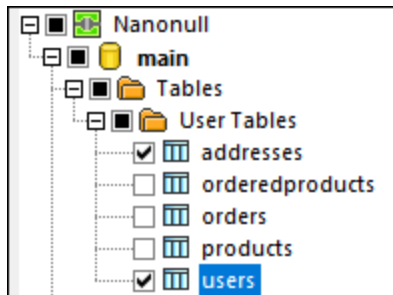 Nanonull
main
Tables
User Tables
addresses
orderedproducts
orders
products
users